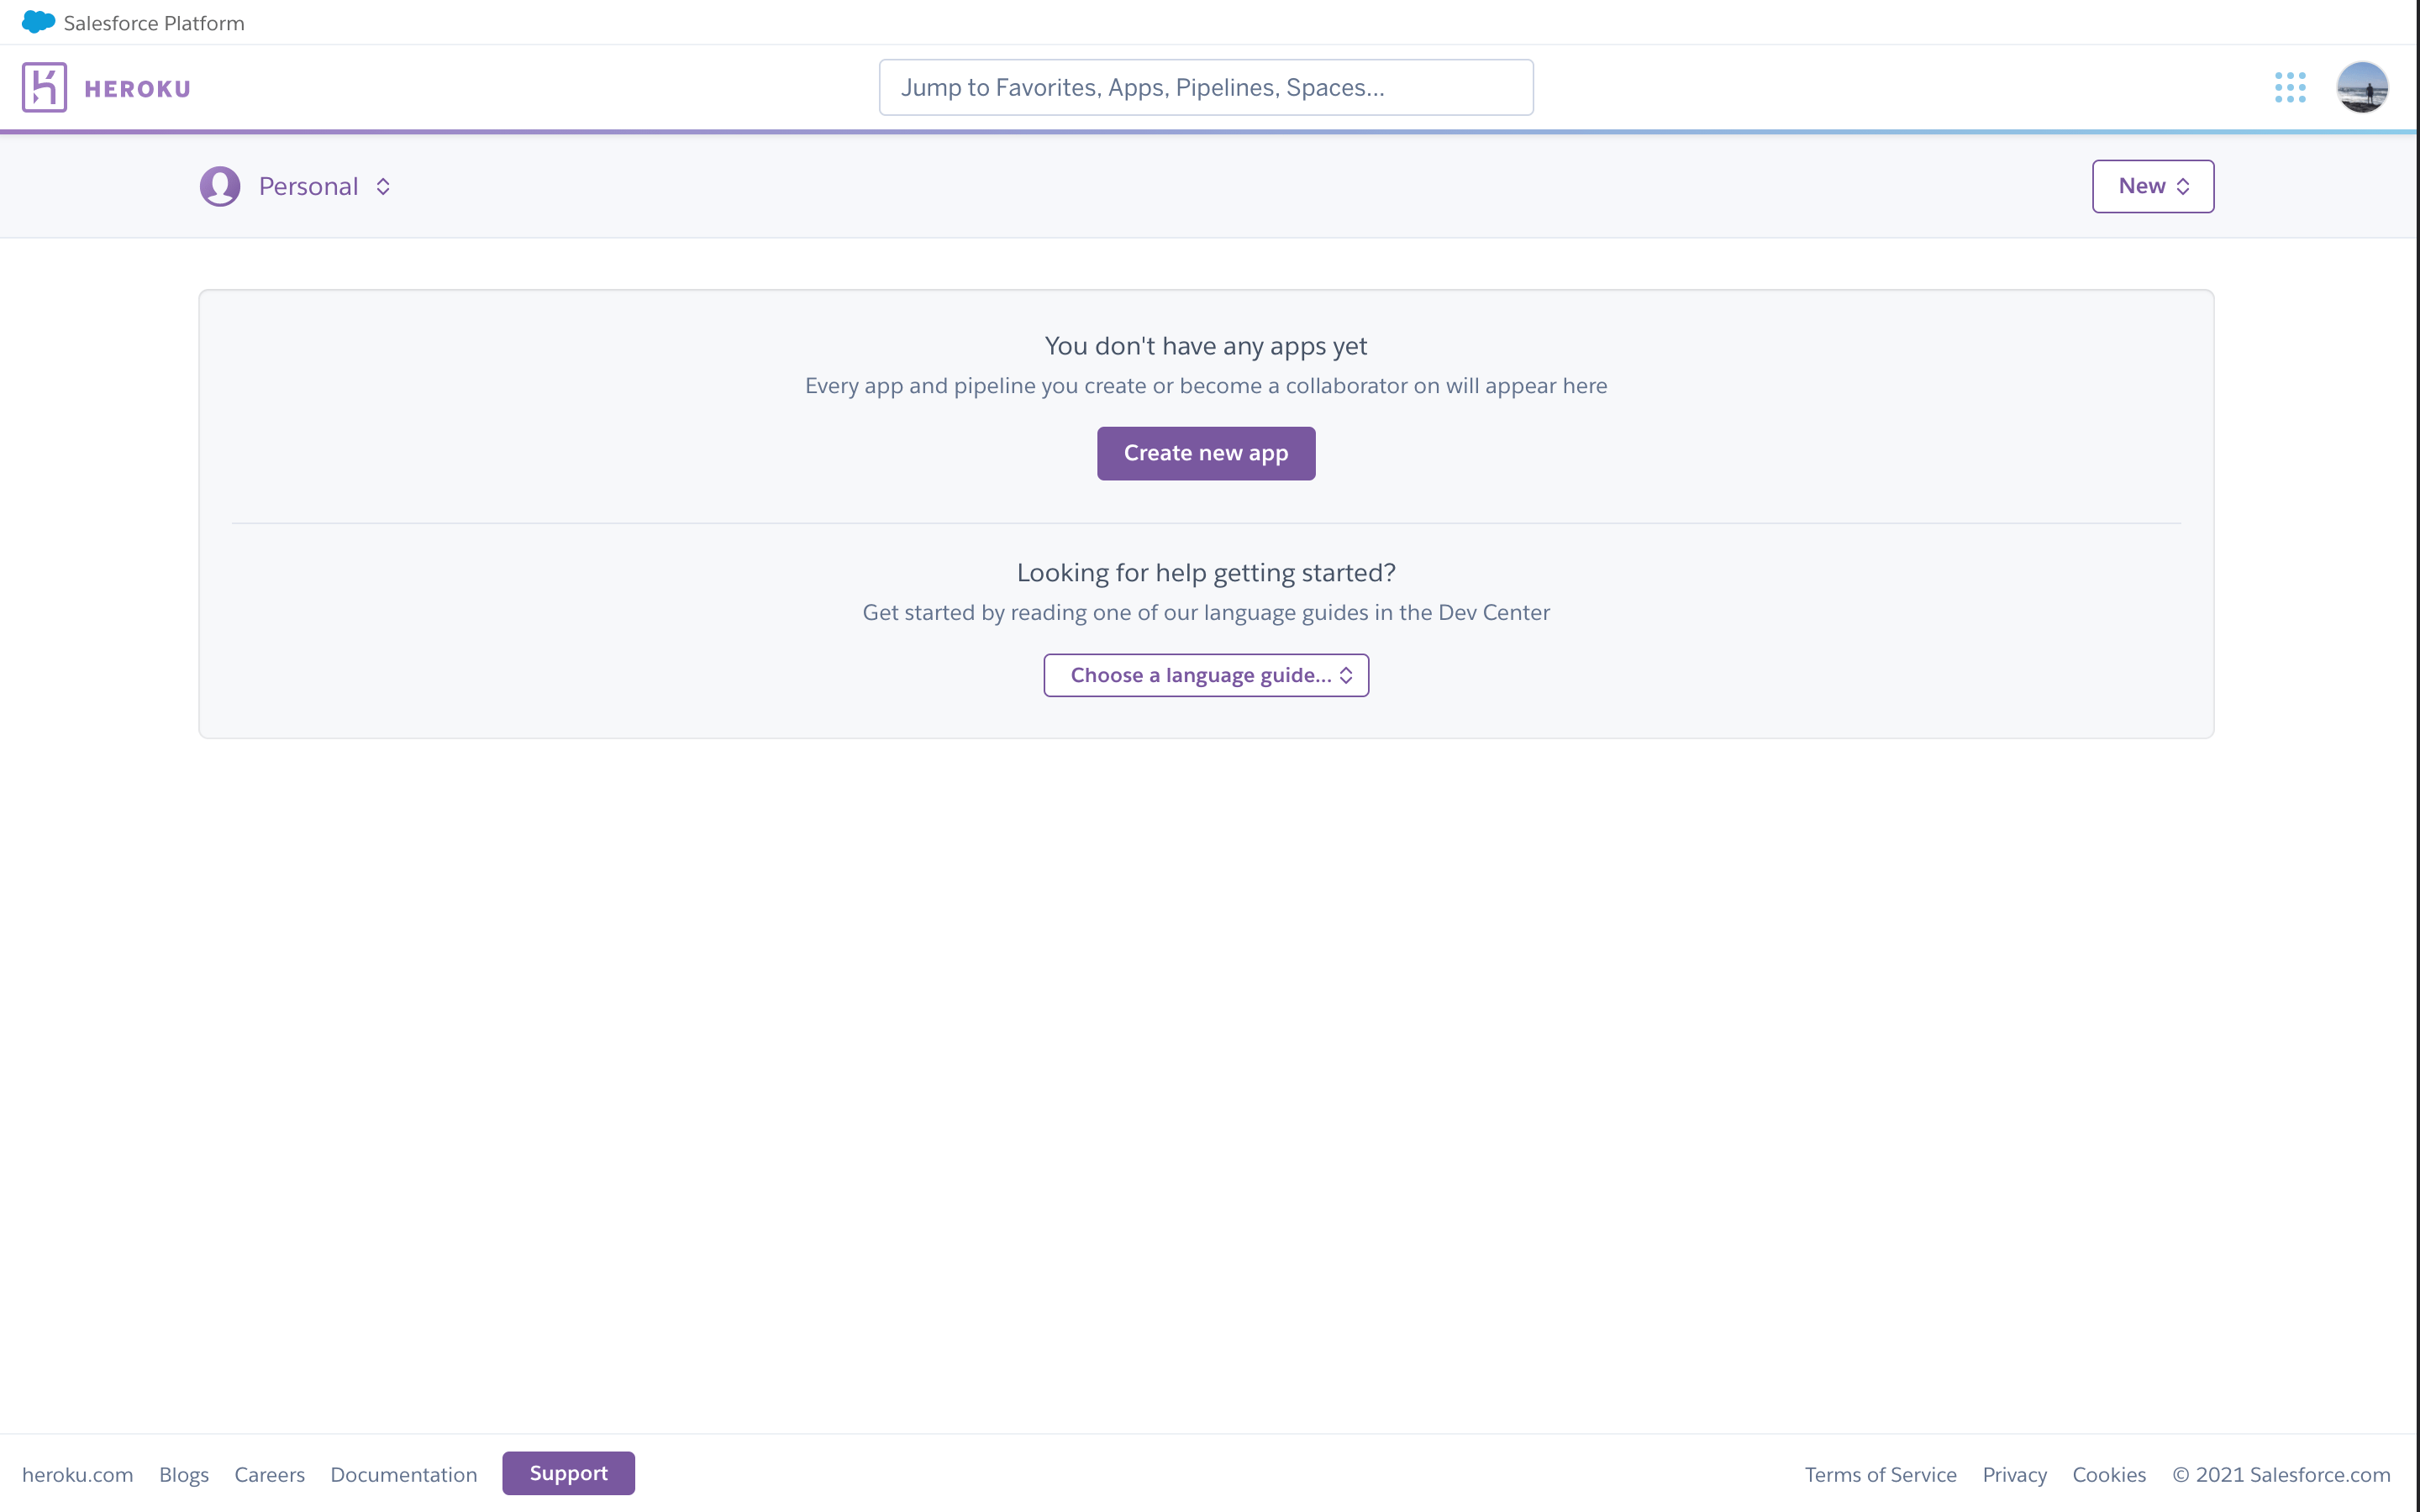 Salesforce Platform
HEROKU
Jump to Favorites, Apps, Pipelines, Spaces...
Personal
New
You don't have any apps yet
Every app and pipeline you create or become a collaborator on will appear here
Create new app
Looking for help getting started?
Get started by reading one of our language guides in the Dev Center
Choose a language guide...
heroku.com Blogs Careers Documentation Support Terms of Service Privacy Cookies © 2021 Salesforce.com